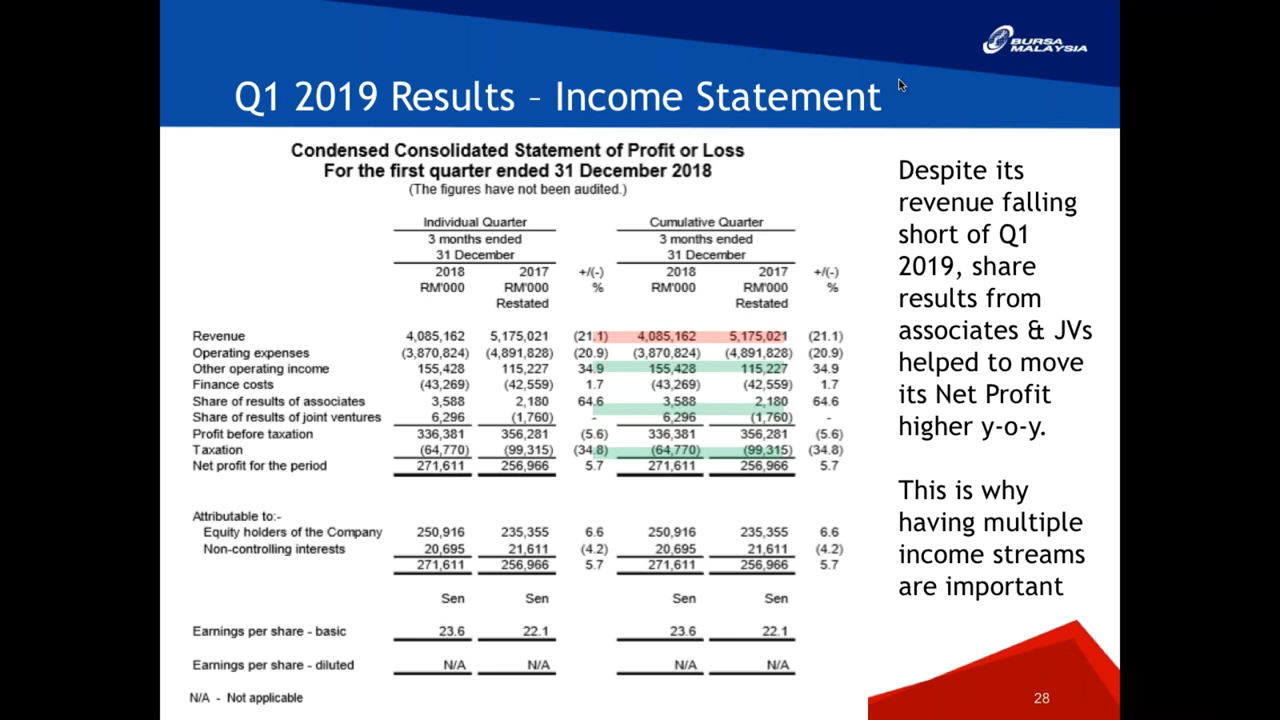 BURSA
MALAYSIA
Q1 2019 Results – Income Statement
Condensed Consolidated Statement of Profit or Loss
For the first quarter ended 31 December 2018
(The figures have not been audited.)
Individual Quarter Cumulative Quarter
3 months ended 3 months ended
31 December 31 December
2018 2017 +/(-) 2018 2017 +/(-)
RM'000 RM'000 % RM'000 RM'000 %
Restated Restated
Revenue 4,085,162 5,175,021 (21.1) 4,085,162 5,175,021 (21.1)
Operating expenses (3,870,824) (4,891,828) (20.9) (3,870,824) (4,891,828) (20.9)
Other operating income 155,428 115,227 34.9 155,428 115,227 34.9
Finance costs (43,269) (42,559) 1.7 (43,269) (42,559) 1.7
Share of results of associates 3,588 2,180 64.6 3,588 2,180 64.6
Share of results of joint ventures 6,296 (1,760) - 6,296 (1,760) -
Profit before taxation 336,381 356,281 (5.6) 336,381 356,281 (5.6)
Taxation (64,770) (99,315) (34.8) (64,770) (99,315) (34.8)
Net profit for the period 271,611 256,966 5.7 271,611 256,966 5.7
Attributable to:-
Equity holders of the Company 250,916 235,355 6.6 250,916 235,355 6.6
Non-controlling interests 20,695 21,611 (4.2) 20,695 21,611 (4.2)
271,611 256,966 5.7 271,611 256,966 5.7
Sen Sen Sen Sen
Earnings per share - basic 23.6 22.1 23.6 22.1
Earnings per share - diluted N/A N/A N/A N/A
N/A - Not applicable
Despite its
revenue falling
short of Q1
2019, share
results from
associates & JVs
helped to move
its Net Profit
higher y-o-y.
This is why
having multiple
income streams
are important
28